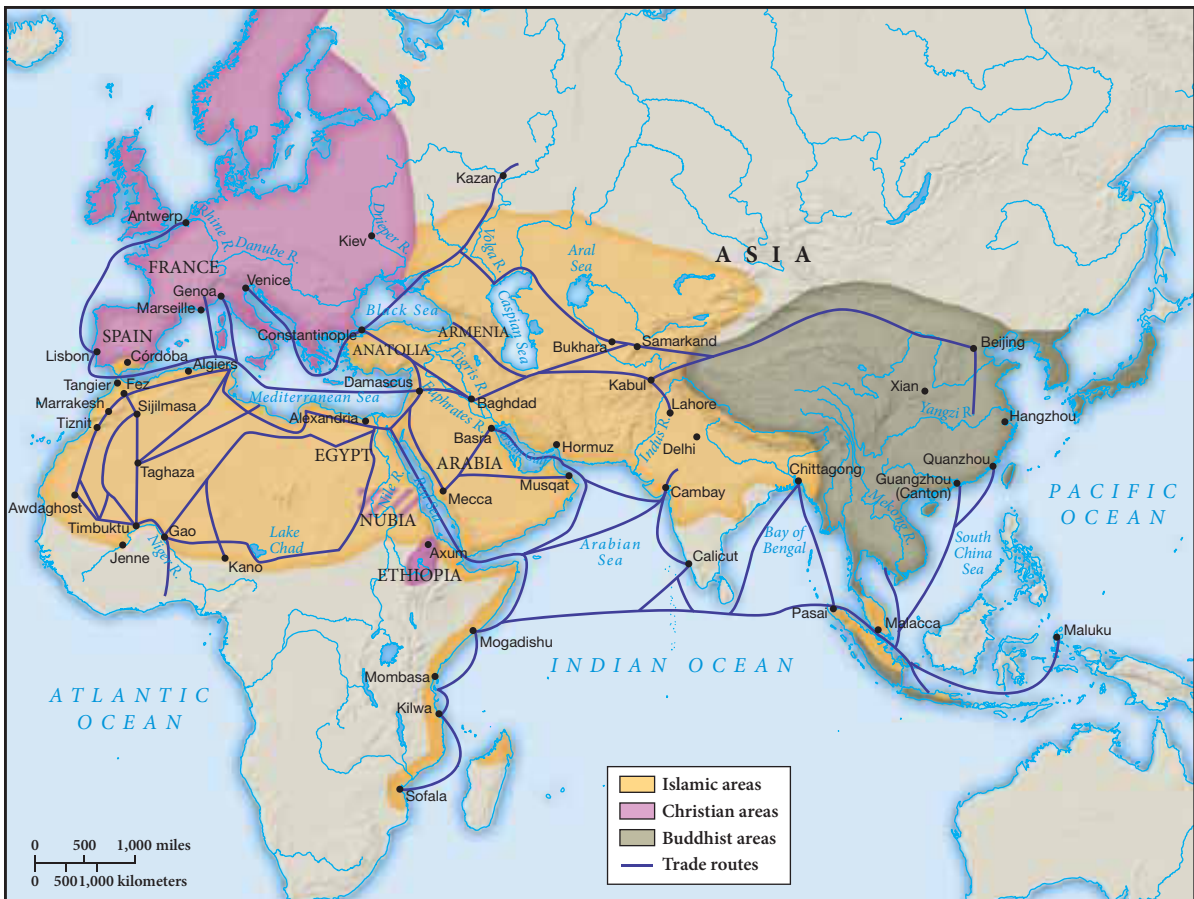 Kazan
Antwerp
Rhine R.
Kiev
Dnieper R.
Danube R.
Volga R.
Aral
Sea
A S I A
FRANCE
Genoa
Venice
Marseille
Black Sea
Caspian Sea
Constantinople
ARMENIA
SPAIN
ANATOLIA
Bukhara
Samarkand
Beijing
Lisbon
Córdóba
Algiers
Tigris R.
Tangier
Fez
Damascus
Kabul
Xian
Mediterranean Sea
Euphrates R.
Baghdad
Marrakesh
Sijilmasa
Lahore
Yangzi R.
Hangzhou
Tiznit
Alexandria
Basra
Indus R.
Hormuz
Delhi
EGYPT
ARABIA
Quanzhou
Taghaza
Chittagong
Guangzhou
(Canton)
Mecca
Musqat
Cambay
PACIFIC
OCEAN
Nile R.
Red Sea
Mekong R.
Awdaghost
NUBIA
Timbuktu
Gao
Lake
Chad
Bay of
Bengal
South
China
Sea
Arabian
Sea
Jenne
Niger R.
Kano
Axum
ETHIOPIA
Calicut
Pasai
Malacca
Mogadishu
Maluku
INDIAN OCEAN
Mombasa
ATLANTIC
OCEAN
Kilwa
Sofala
Islamic areas
Christian areas
Buddhist areas
Trade routes
0 500 1,000 miles
0 500 1,000 kilometers